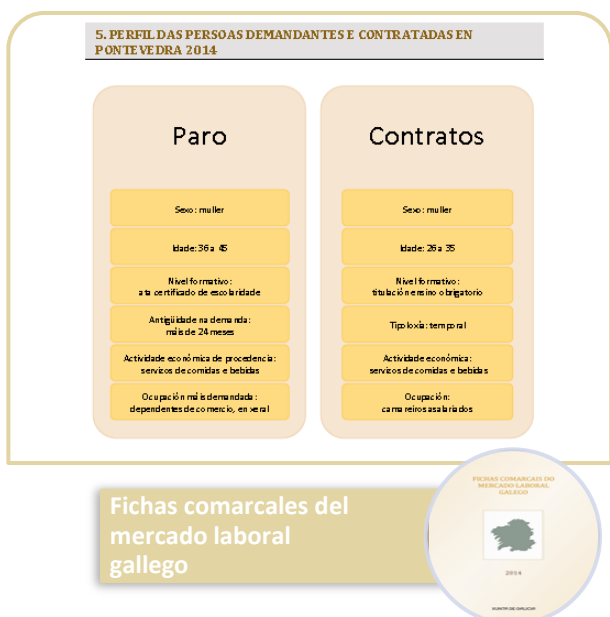 5. PERFIL DAS PERSOAS DEMANDANTES E CONTRATADAS EN
PONTEVEDRA 2014
Paro
Sexo: muller
Idade: 36 a 45
Nivel formativo:
ata certificado de escolaridade
Antigüidade na demanda:
máis de 24 meses
Actividade económica de procedencia:
servizos de comidas e bebidas
Ocupación máis demandada:
dependentes de comercio, en xeral
Contratos
Sexo: muller
Idade: 26 a 35
Nivel formativo:
titulación ensino obrigatorio
Tipoloxía: temporal
Actividade económica:
servizos de comidas e bebidas
Ocupación:
camareiros asalariados
Fichas comarcales del
mercado laboral
gallego
FICHAS COMARCAIS DO
MERCADO LABORAL
GALEGO
2014
XUNTA DE GALICIA